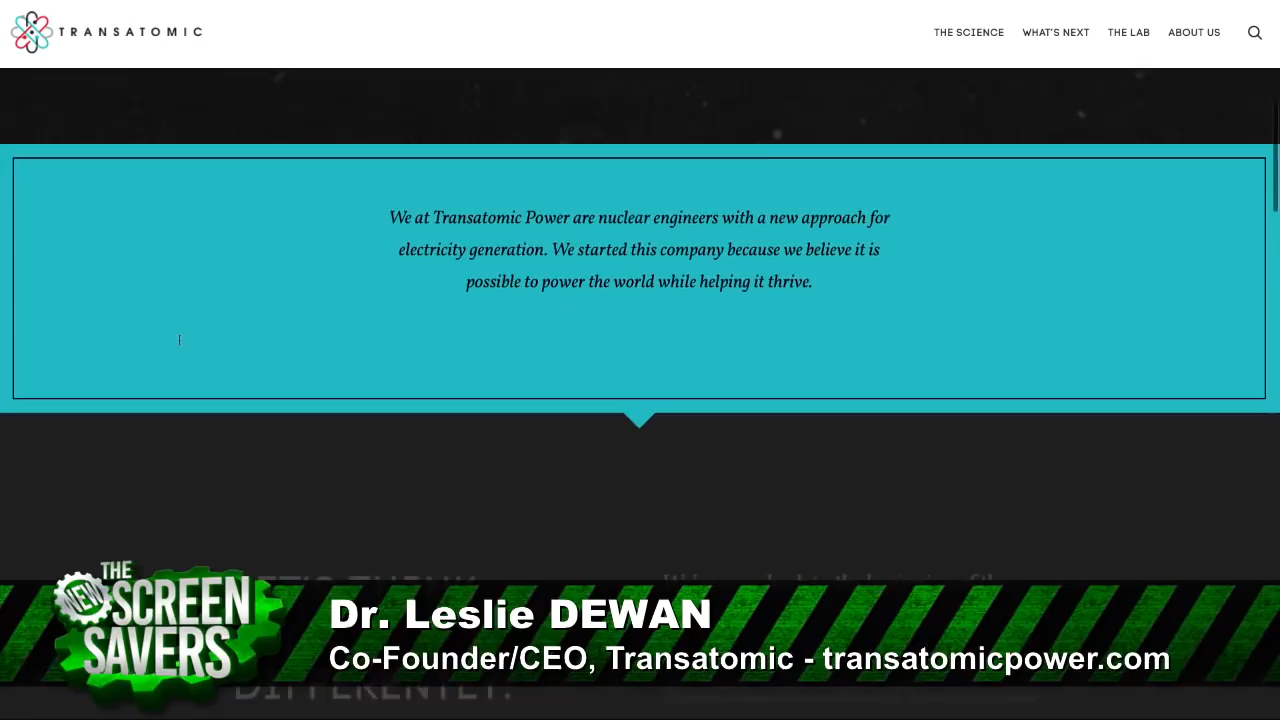 TRANSATOMIC
THE SCIENCE WHAT'S NEXT THE LAB ABOUT US
We at Transatomic Power are nuclear engineers with a new approach for
electricity generation. We started this company because we believe it is
possible to power the world while helping it thrive.
THE
NEW
SCREEN
SAVERS
Dr. Leslie DEWAN
Co-Founder/CEO, Transatomic - transatomicpower.com
DIFFERENTLY.